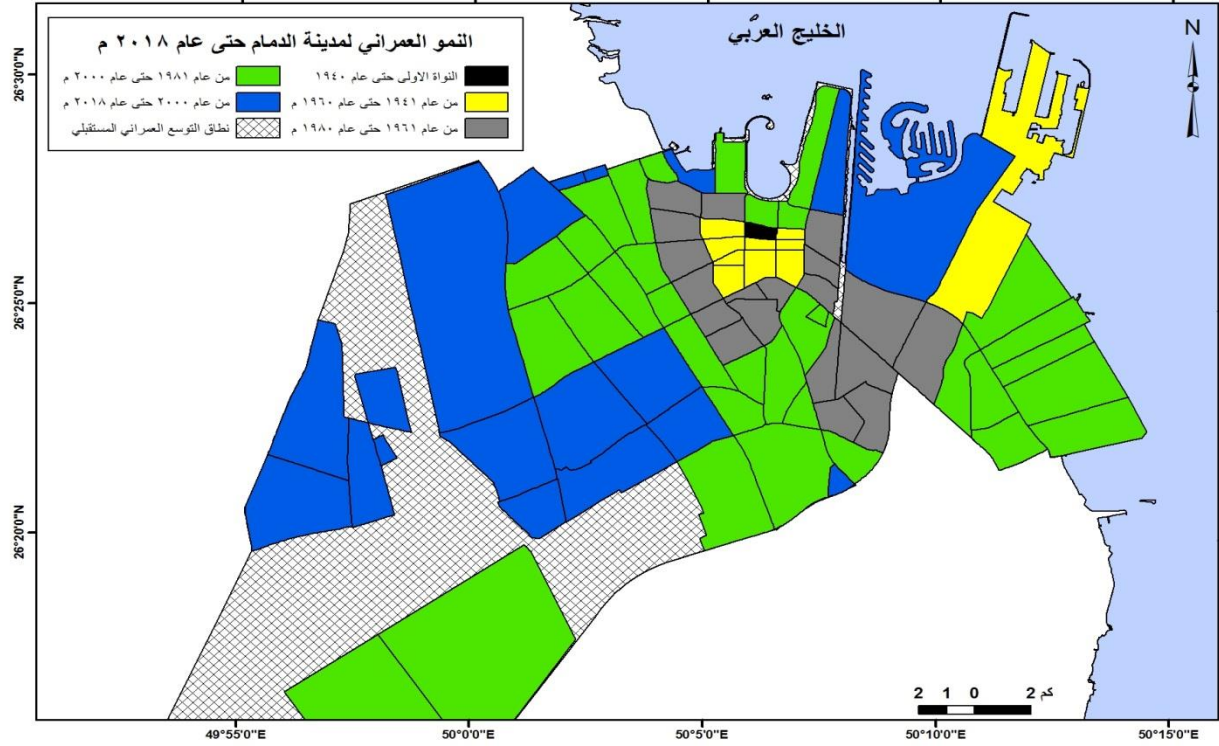 النمو العمراني لمدينة الدمام حتى عام ٢٠١٨ م
النواة الاولى حتى عام ١٩٤٠
من عام ١٩٤١ حتى عام ١٩٦٠ م
من عام ١٩٦١ حتى عام ١٩٨٠ م
من عام ١٩٨١ حتى عام ٢٠٠٠ م
من عام ٢٠٠٠ حتى عام ٢٠١٨ م
نطاق التوسع العمراني المستقبلي
الخليج العربي
N
26°30'0"N
26°25'0"N
26°20'0"N
2 1 0 2 كم
49°55'0"E 50°0'0"E 50°5'0"E 50°10'0"E 50°15'0"E